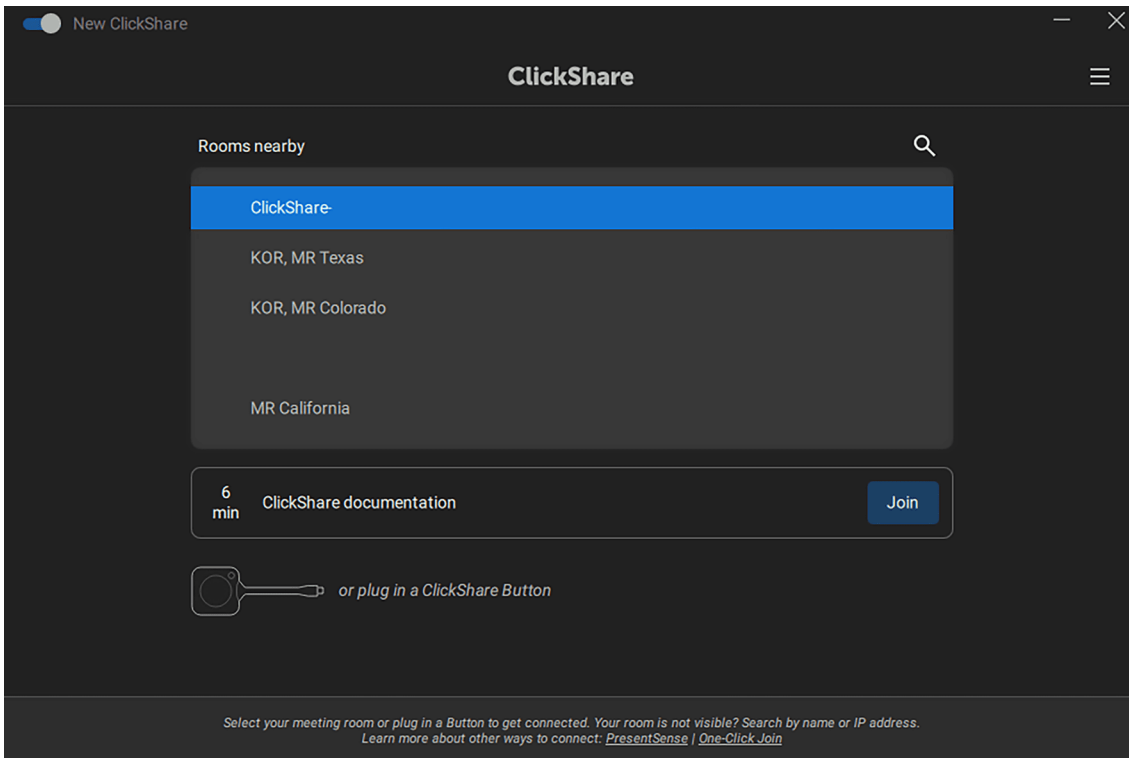 New ClickShare
ClickShare
Rooms nearby
ClickShare-
KOR, MR Texas
KOR, MR Colorado
MR California
6
min
ClickShare documentation
Join
or plug in a ClickShare Button
Select your meeting room or plug in a Button to get connected. Your room is not visible? Search by name or IP address.
Learn more about other ways to connect: PresentSense | One-Click Join